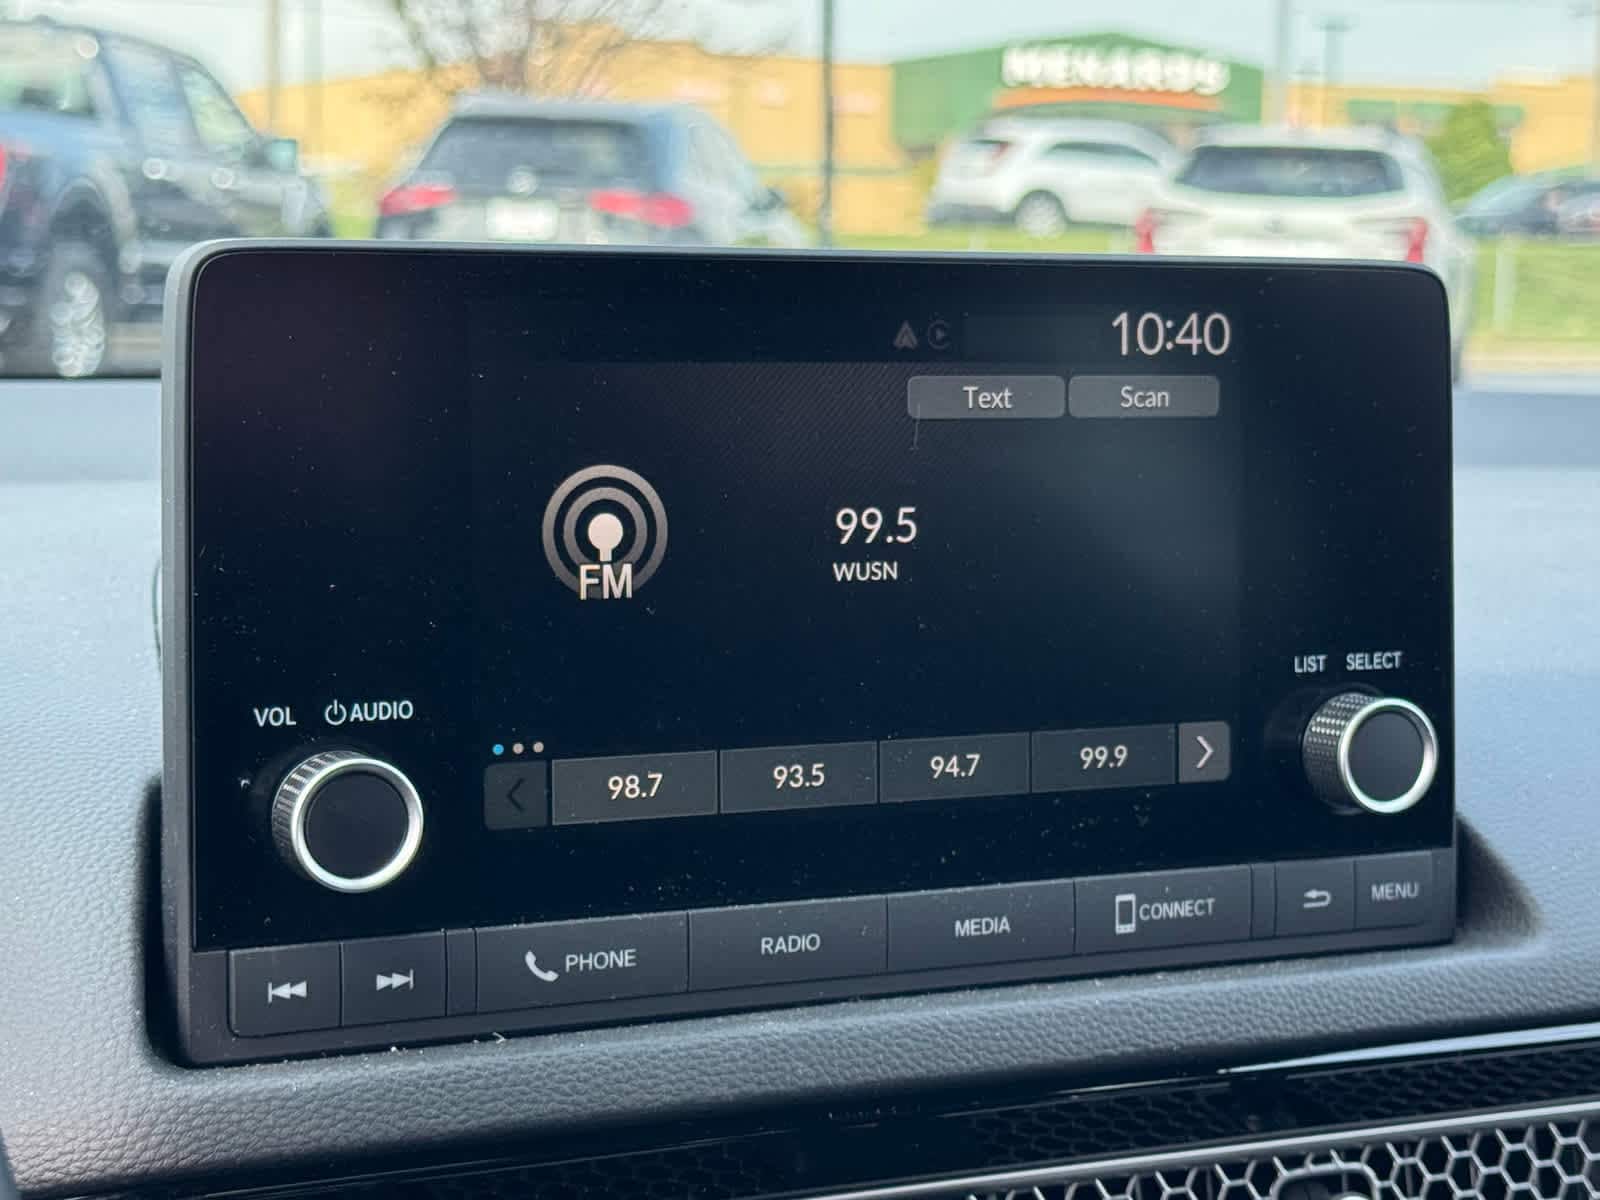 MENARDS
10:40
Text Scan
FM
99.5
WUSN
LIST SELECT
VOL AUDIO
98.7 93.5 94.7 99.9
PHONE RADIO MEDIA CONNECT MENU